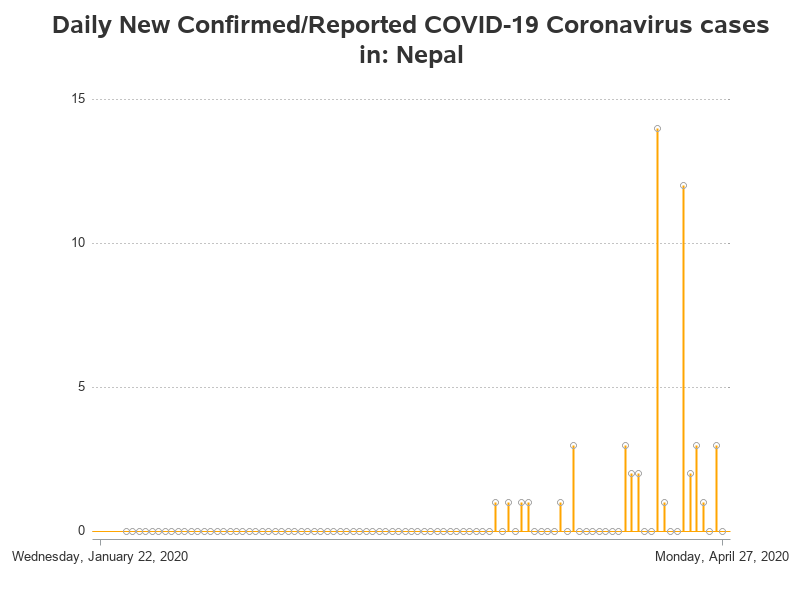 Daily New Confirmed/Reported COVID-19 Coronavirus cases
in: Nepal
15
10
5
0
Wednesday, January 22, 2020 Monday, April 27, 2020